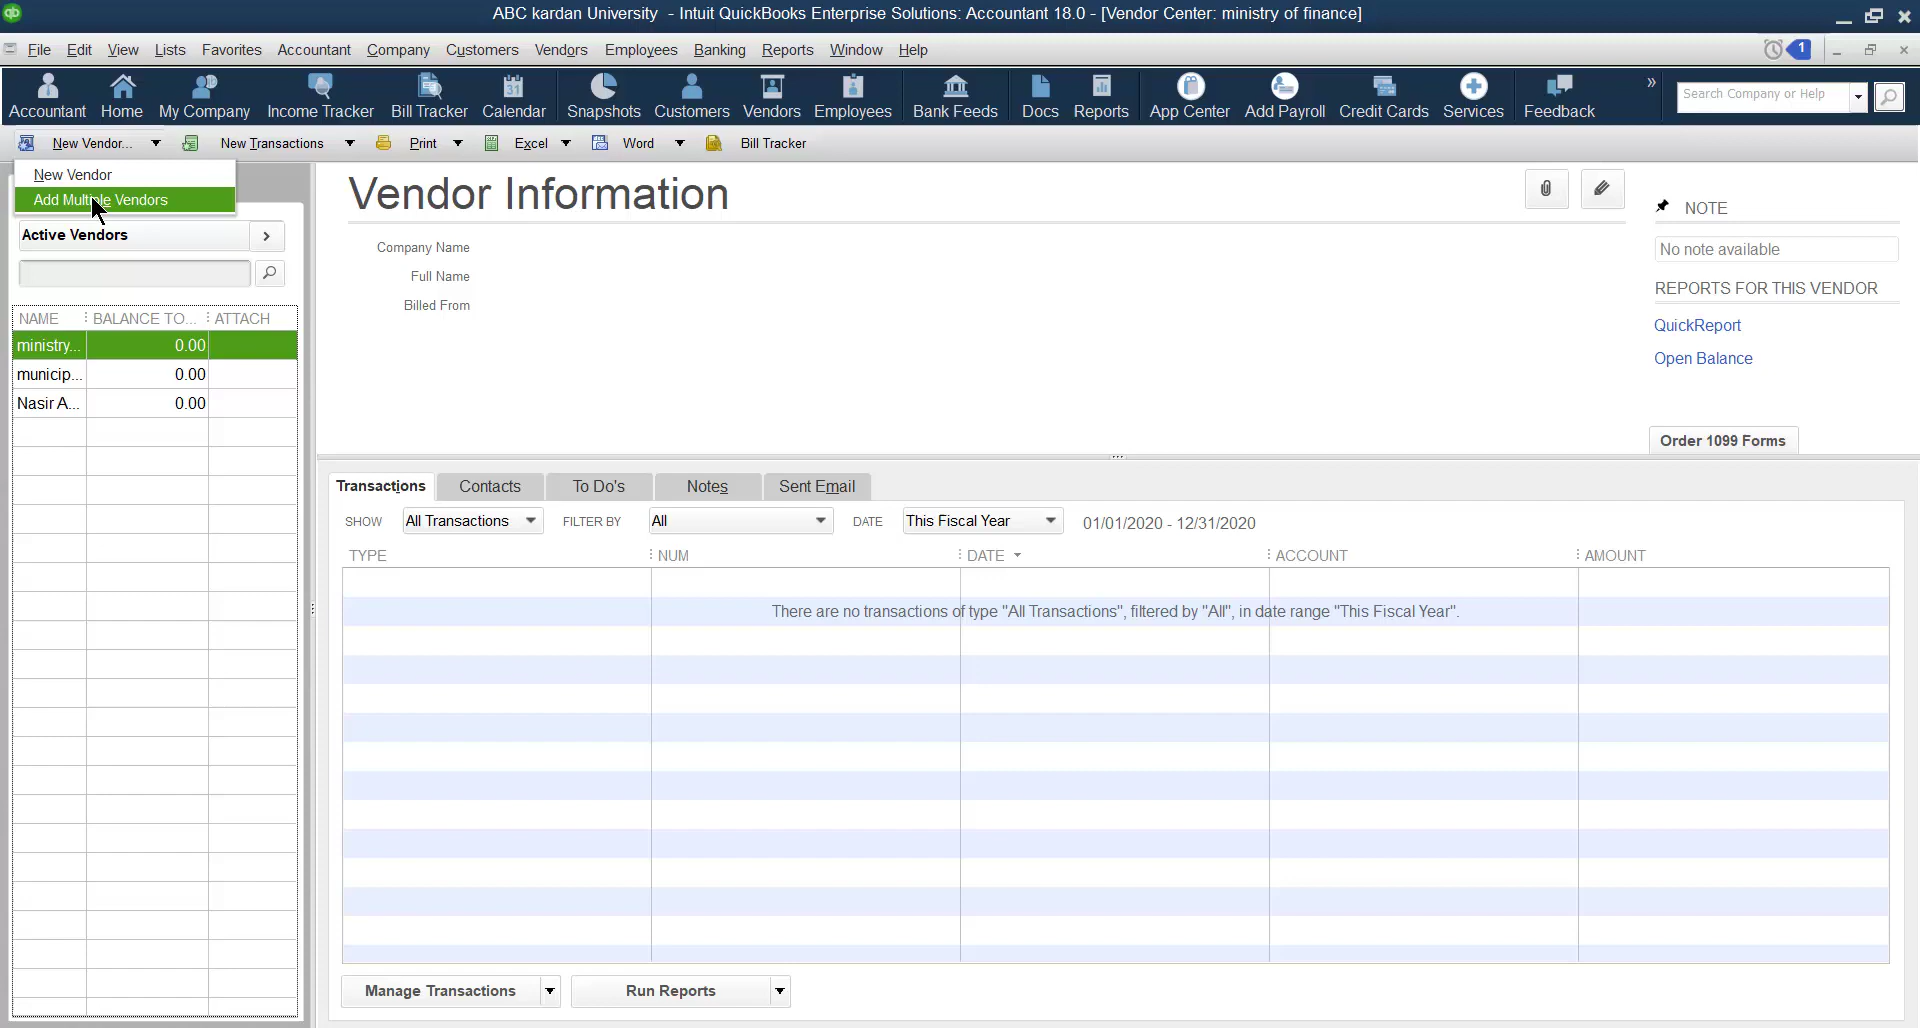 ABC kardan University - Intuit QuickBooks Enterprise Solutions: Accountant 18.0 - [Vendor Center: ministry of finance]
File Edit View Lists Favorites Accountant Company Customers Vendors Employees Banking Reports Window Help 1
Accountant Home My Company Income Tracker Bill Tracker 31 Calendar Snapshots Customers Vendors Employees Bank Feeds Docs Reports App Center Add Payroll Credit Cards Services Feedback » Search Company or Help
New Vendor... New Transactions Print Excel Word Bill Tracker
New Vendor
Add Multiple Vendors
Active Vendors
NAME BALANCE TO... ATTACH
ministry... 0.00
municip... 0.00
Nasir A... 0.00
Vendor Information
Company Name
Full Name
Billed From
NOTE
No note available
REPORTS FOR THIS VENDOR
QuickReport
Open Balance
Order 1099 Forms
Transactions Contacts To Do's Notes Sent Email
SHOW All Transactions FILTER BY All DATE This Fiscal Year 01/01/2020 - 12/31/2020
TYPE NUM DATE ACCOUNT AMOUNT
There are no transactions of type "All Transactions", filtered by "All", in date range "This Fiscal Year".
Manage Transactions Run Reports